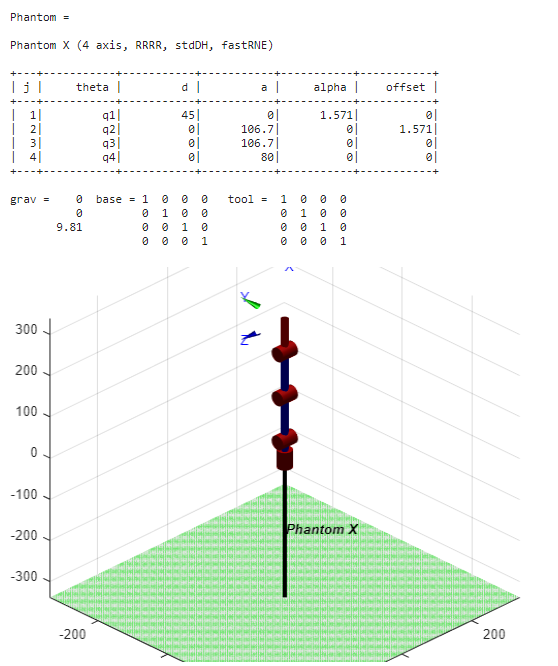 Phantom =
Phantom X (4 axis, RRRR, stdDH, fastRNE)
+---+-----------+-----------+-----------+-----------+-----------+
| j |     theta |         d |         a |     alpha |    offset |
+---+-----------+-----------+-----------+-----------+-----------+
|  1|         q1|         45|          0|      1.571|          0|
|  2|         q2|          0|      106.7|          0|      1.571|
|  3|         q3|          0|      106.7|          0|          0|
|  4|         q4|          0|         80|          0|          0|
+---+-----------+-----------+-----------+-----------+-----------+
grav =    0  base = 1  0  0  0   tool =  1  0  0  0
          0         0  1  0  0           0  1  0  0
       9.81         0  0  1  0           0  0  1  0
                    0  0  0  1           0  0  0  1
X
Y
Z
300
200
100
0
-100
-200
-300
Phantom X
-200
200